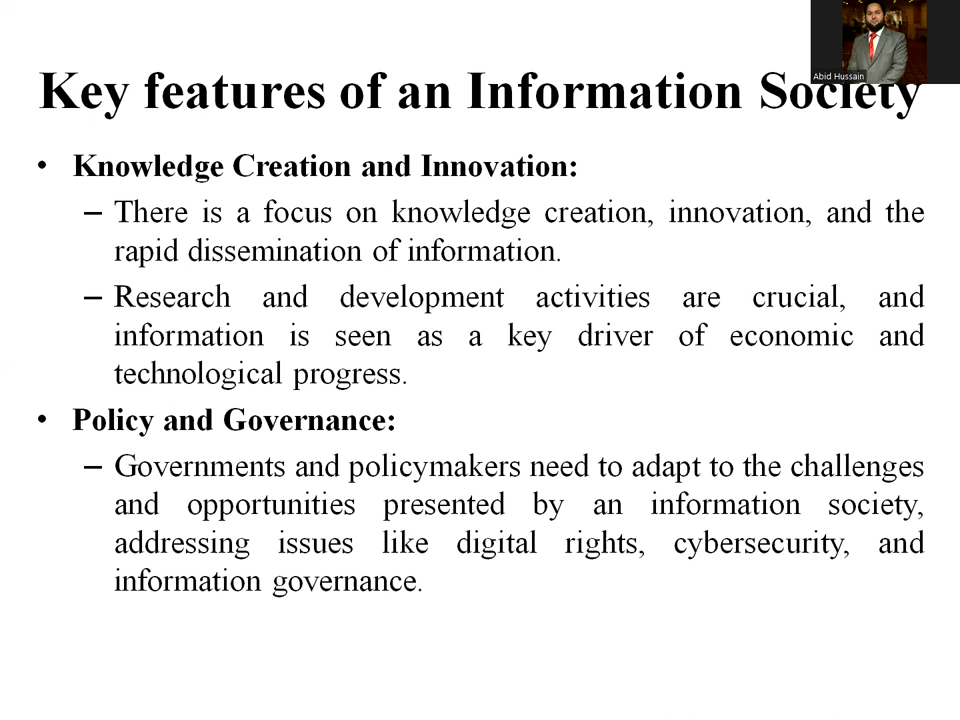 Abid Hussain
Key features of an Information Society
• Knowledge Creation and Innovation:
– There is a focus on knowledge creation, innovation, and the
rapid dissemination of information.
– Research and development activities are crucial, and
information is seen as a key driver of economic and
technological progress.
• Policy and Governance:
– Governments and policymakers need to adapt to the challenges
and opportunities presented by an information society,
addressing issues like digital rights, cybersecurity, and
information governance.